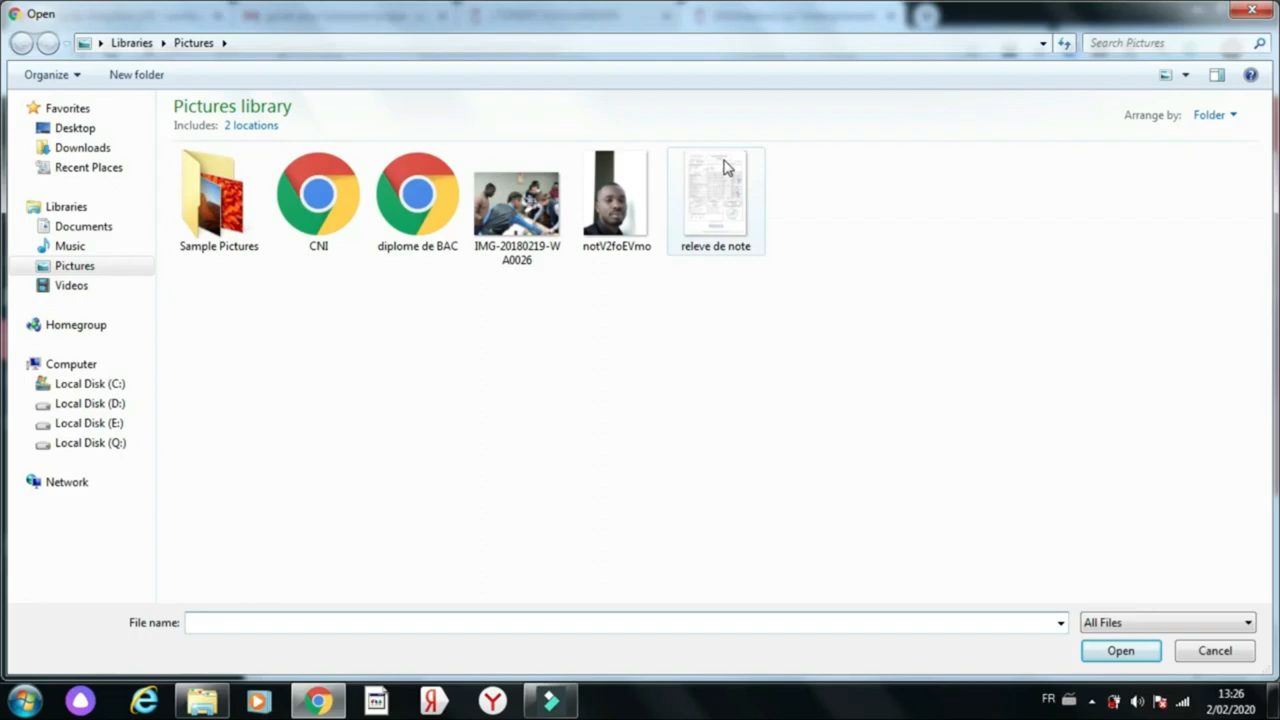 Open
Libraries
Pictures
Search Pictures
Organize
New folder
Favorites
Desktop
Downloads
Recent Places
Libraries
Documents
Music
Pictures
Videos
Homegroup
Computer
Local Disk (C:)
Local Disk (D:)
Local Disk (E:)
Local Disk (Q:)
Network
Pictures library
Includes: 2 locations
Arrange by: Folder
Sample Pictures
CNI
diplome de BAC
IMG-20180219-W
A0026
notV2foEVmo
releve de note
File name:
All Files
Open
Cancel
FR
13:26
2/02/2020